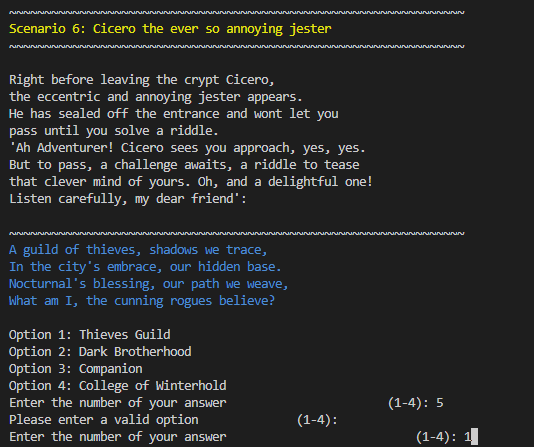 ~~~~~~~~~~~~~~~~~~~~~~~~~~~~~~~~~~~~~~~~~~~~~~~~~~~~~~~~~~~~~~~~~
Scenario 6: Cicero the ever so annoying jester
~~~~~~~~~~~~~~~~~~~~~~~~~~~~~~~~~~~~~~~~~~~~~~~~~~~~~~~~~~~~~~~~~
Right before leaving the crypt Cicero,
the eccentric and annoying jester appears.
He has sealed off the entrance and wont let you
pass until you solve a riddle.
'Ah Adventurer! Cicero sees you approach, yes, yes.
But to pass, a challenge awaits, a riddle to tease
that clever mind of yours. Oh, and a delightful one!
Listen carefully, my dear friend':
~~~~~~~~~~~~~~~~~~~~~~~~~~~~~~~~~~~~~~~~~~~~~~~~~~~~~~~~~~~~~~~~~
A guild of thieves, shadows we trace,
In the city's embrace, our hidden base.
Nocturnal's blessing, our path we weave,
What am I, the cunning rogues believe?
Option 1: Thieves Guild
Option 2: Dark Brotherhood
Option 3: Companion
Option 4: College of Winterhold
Enter the number of your answer (1-4): 5
Please enter a valid option (1-4):
Enter the number of your answer (1-4): 1